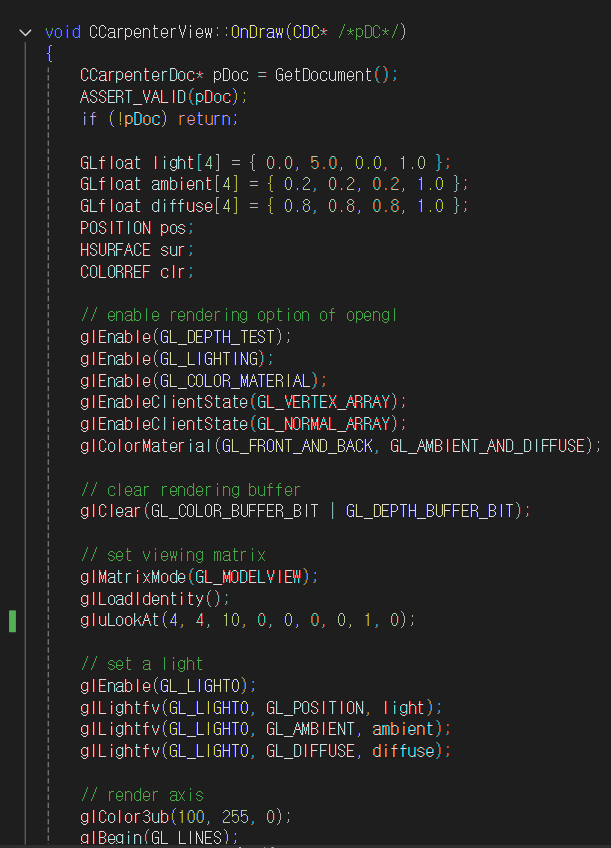 void CCarpenterView::OnDraw(CDC* /*pDC*/)
{
CCarpenterDoc* pDoc = GetDocument();
ASSERT_VALID(pDoc);
if (!pDoc) return;
GLfloat light[4] = { 0.0, 5.0, 0.0, 1.0 };
GLfloat ambient[4] = { 0.2, 0.2, 0.2, 1.0 };
GLfloat diffuse[4] = { 0.8, 0.8, 0.8, 1.0 };
POSITION pos;
HSURFACE sur;
COLORREF clr;
// enable rendering option of opengl
glEnable(GL_DEPTH_TEST);
glEnable(GL_LIGHTING);
glEnable(GL_COLOR_MATERIAL);
glEnableClientState(GL_VERTEX_ARRAY);
glEnableClientState(GL_NORMAL_ARRAY);
glColorMaterial(GL_FRONT_AND_BACK, GL_AMBIENT_AND_DIFFUSE);
// clear rendering buffer
glClear(GL_COLOR_BUFFER_BIT | GL_DEPTH_BUFFER_BIT);
// set viewing matrix
glMatrixMode(GL_MODELVIEW);
glLoadIdentity();
gluLookAt(4, 4, 10, 0, 0, 0, 0, 1, 0);
// set a light
glEnable(GL_LIGHT0);
glLightfv(GL_LIGHT0, GL_POSITION, light);
glLightfv(GL_LIGHT0, GL_AMBIENT, ambient);
glLightfv(GL_LIGHT0, GL_DIFFUSE, diffuse);
// render axis
glColor3ub(100, 255, 0);
glBegin(GL_LINES);